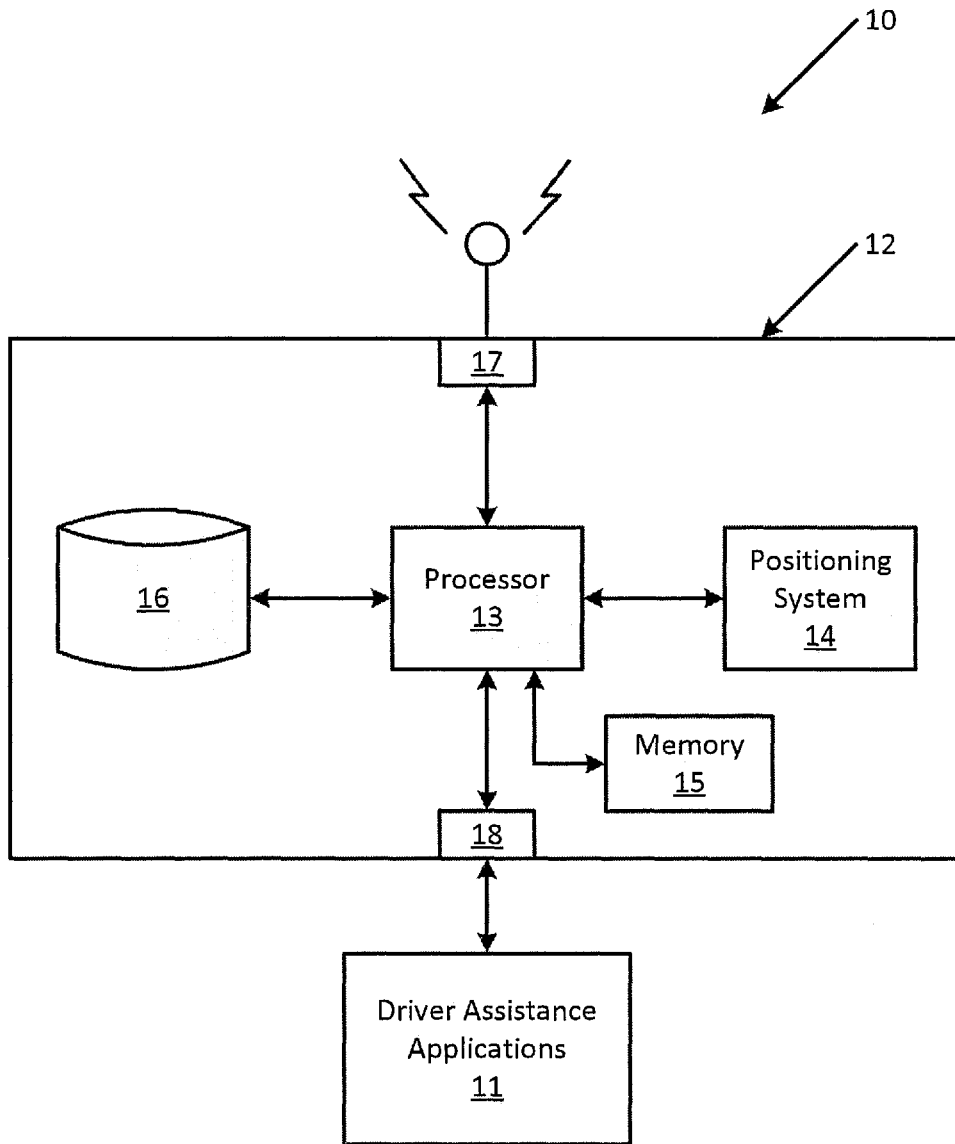 10
12
17
16
Processor
13
Positioning
System
14
Memory
15
18
Driver Assistance
Applications
11